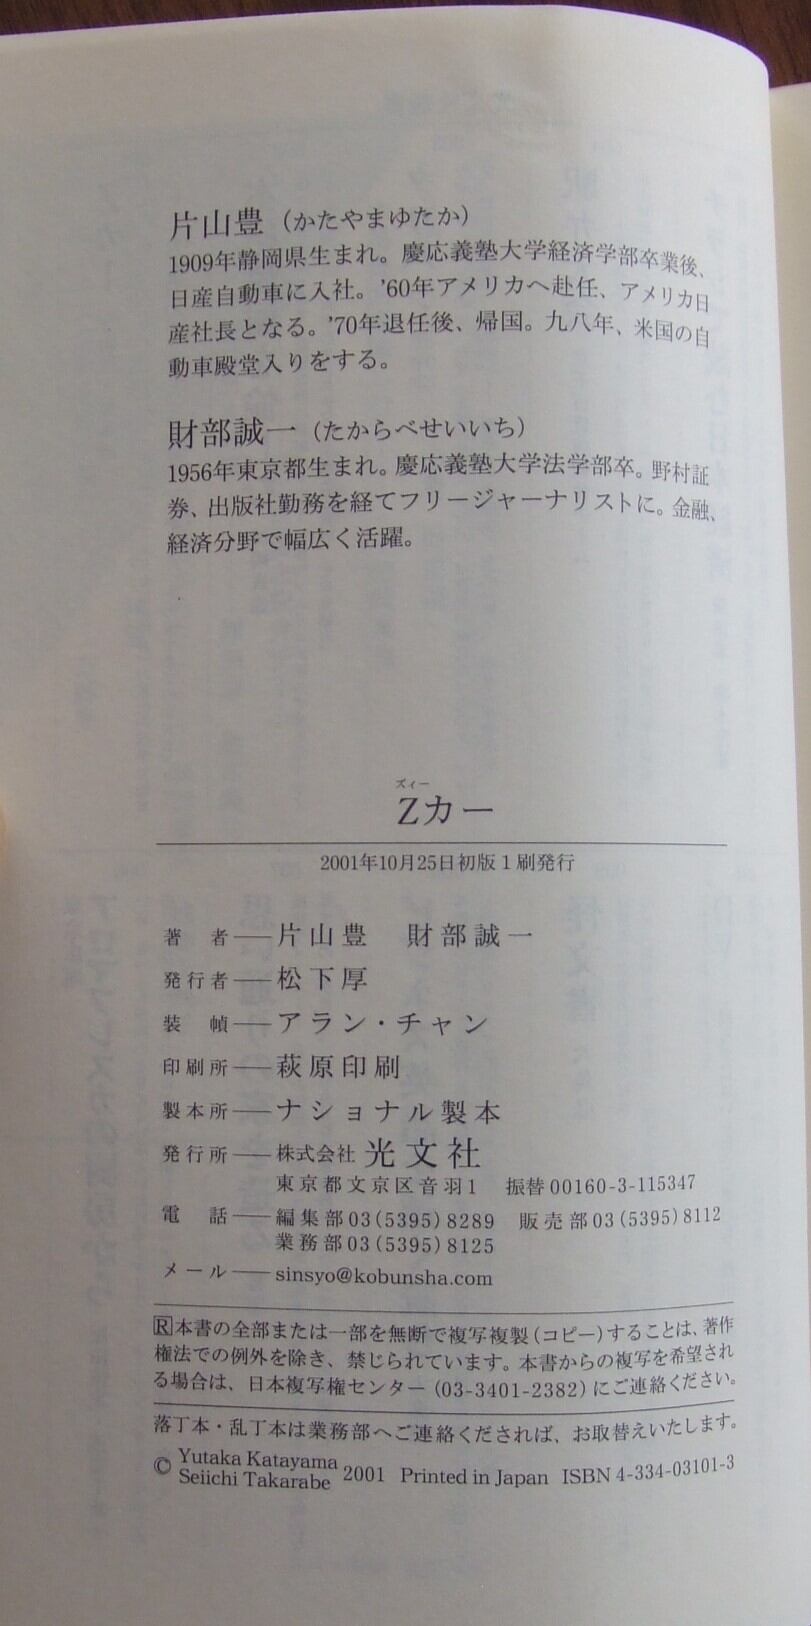 片山豊（かたやまゆたか）
1909年静岡県生まれ。慶応義塾大学経済学部卒業後、
日産自動車に入社。’60年アメリカへ赴任、アメリカ日
産社長となる。’70年退任後、帰国。九八年、米国の自
動車殿堂入りをする。
財部誠一（たからべせいいち）
1956年東京都生まれ。慶応義塾大学法学部卒。野村証
券、出版社勤務を経てフリージャーナリストに。金融、
経済分野で幅広く活躍。
ズィー
Zカー
2001年10月25日初版1刷発行
著　者──片山豊　財部誠一
発行者──松下厚
装　幀──アラン・チャン
印刷所──萩原印刷
製本所──ナショナル製本
発行所──株式会社 光文社
東京都文京区音羽1　振替00160-3-115347
電　話──編集部03(5395)8289　販売部03(5395)8112
業務部03(5395)8125
メール──sinsyo@kobunsha.com
Ⓡ本書の全部または一部を無断で複写複製（コピー）することは、著作
権法での例外を除き、禁じられています。本書からの複写を希望され
る場合は、日本複写権センター（03-3401-2382）にご連絡ください。
落丁本・乱丁本は業務部へご連絡くだされば、お取替えいたします。
© Yutaka Katayama
Seiichi Takarabe 2001 Printed in Japan ISBN 4-334-03101-3